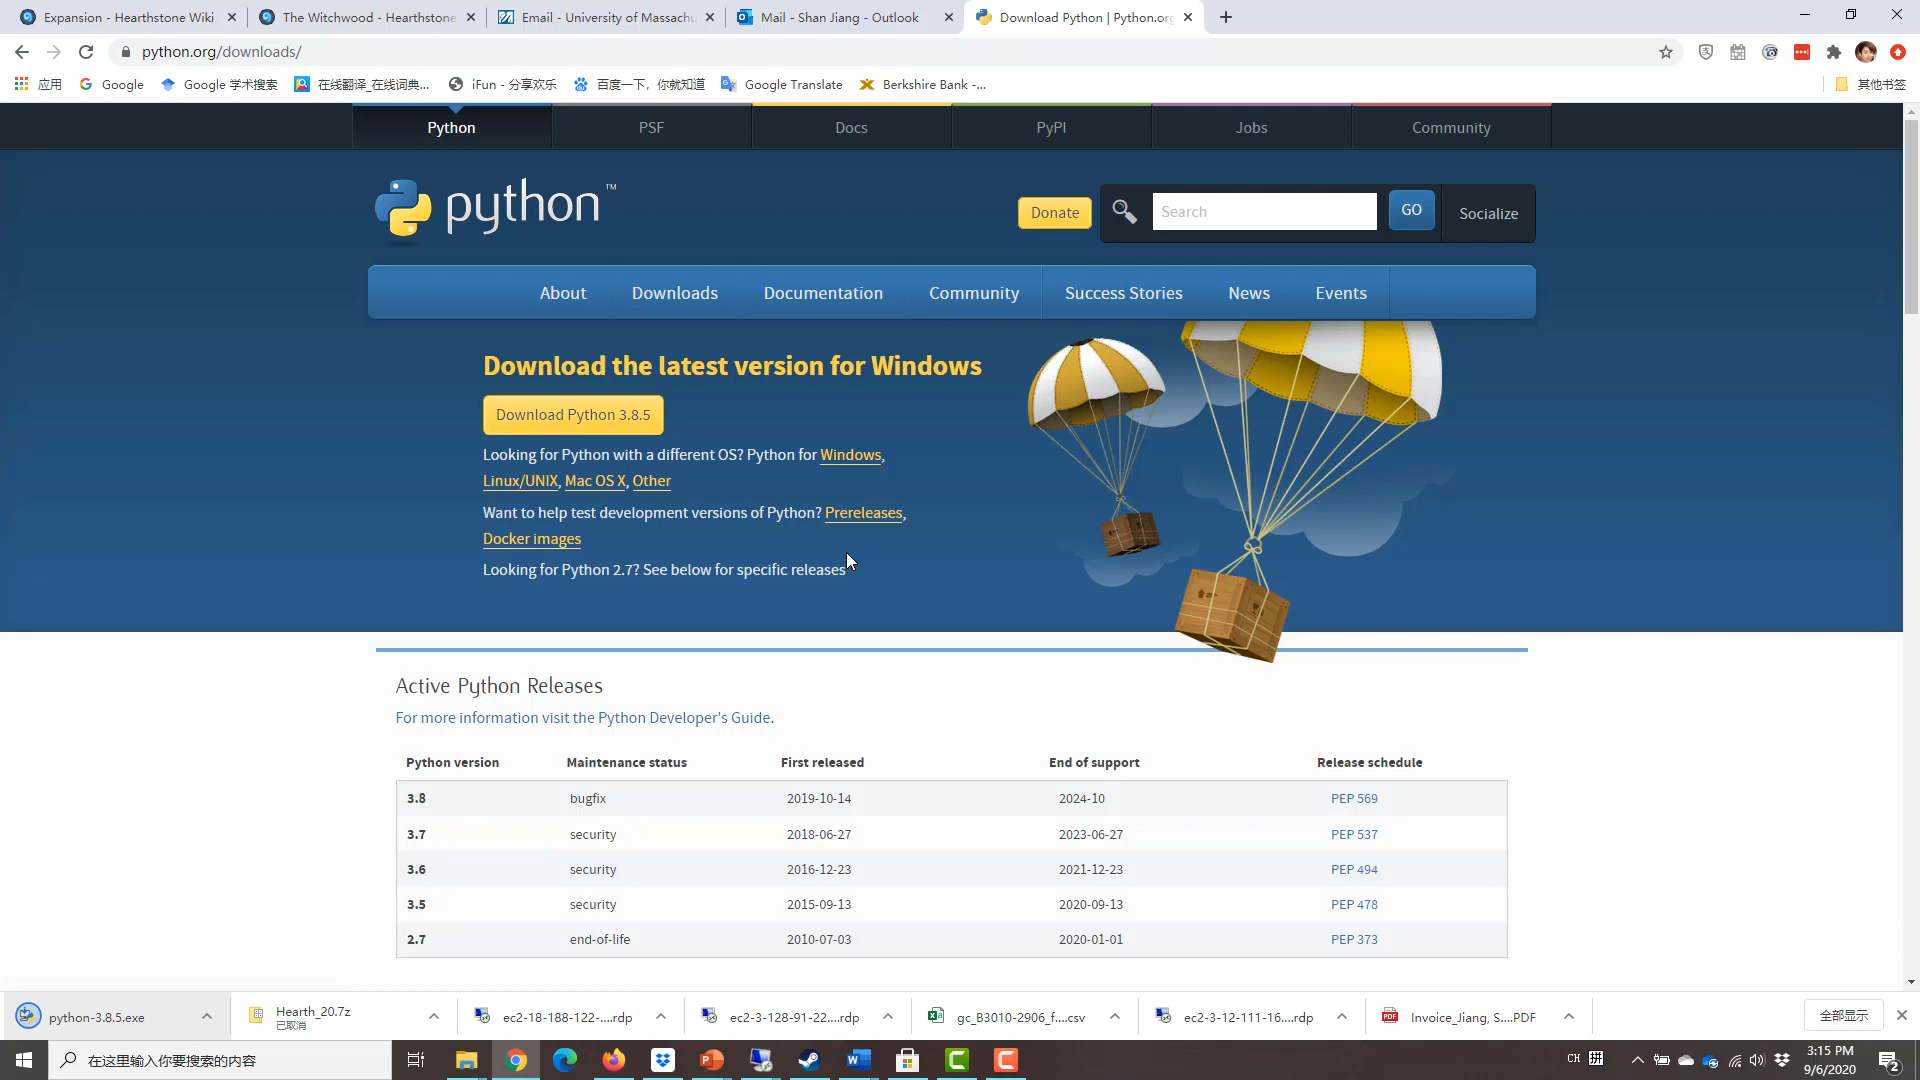 Expansion - Hearthstone Wiki
The Witchwood - Hearthstone
Email - University of Massachu
Mail - Shan Jiang - Outlook
Download Python | Python.org
python.org/downloads/
应用
Google
Google 学术搜索
在线翻译_在线词典...
iFun - 分享欢乐
百度一下，你就知道
Google Translate
Berkshire Bank -...
其他书签
Python
PSF
Docs
PyPI
Jobs
Community
python™
Donate
Search
GO
Socialize
About
Downloads
Documentation
Community
Success Stories
News
Events
Download the latest version for Windows
Download Python 3.8.5
Looking for Python with a different OS? Python for Windows,
Linux/UNIX, Mac OS X, Other
Want to help test development versions of Python? Prereleases,
Docker images
Looking for Python 2.7? See below for specific releases
Active Python Releases
For more information visit the Python Developer's Guide.
Python version Maintenance status First released End of support Release schedule
3.8 bugfix 2019-10-14 2024-10 PEP 569
3.7 security 2018-06-27 2023-06-27 PEP 537
3.6 security 2016-12-23 2021-12-23 PEP 494
3.5 security 2015-09-13 2020-09-13 PEP 478
2.7 end-of-life 2010-07-03 2020-01-01 PEP 373
python-3.8.5.exe
Hearth_20.7z
已取消
ec2-18-188-122-....rdp
ec2-3-128-91-22....rdp
gc_B3010-2906_f....csv
ec2-3-12-111-16....rdp
Invoice_Jiang, S....PDF
全部显示
在这里输入你要搜索的内容
CH 拼
3:15 PM
9/6/2020
2